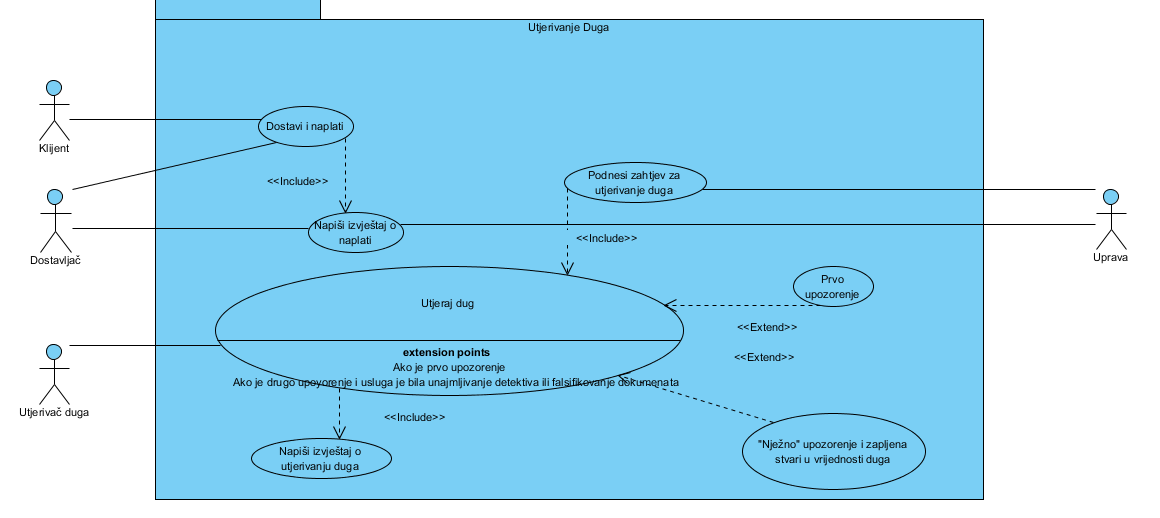 Utjerivanje Duga
Klijent
Dostavi i naplati
<<Include>>
Podnesi zahtjev za
utjerivanje duga
Dostavljač
Napiši izvještaj o
naplati
<<Include>>
Uprava
Utjeraj dug
Prvo
upozorenje
<<Extend>>
extension points
<<Extend>>
Ako je prvo upozorenje
Ako je drugo upoyorenje i usluga je bila unajmljivanje detektiva ili falsifikovanje dokumenata
Utjerivač duga
<<Include>>
Napiši izvještaj o
utjerivanju duga
"Nježno" upozorenje i zapljena
stvari u vrijednosti duga